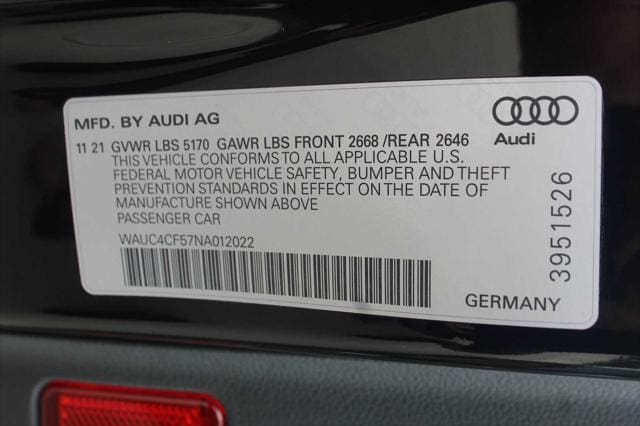 MFD. BY AUDI AG
11 21 GVWR LBS 5170 GAWR LBS FRONT 2668 /REAR 2646
THIS VEHICLE CONFORMS TO ALL APPLICABLE U.S.
FEDERAL MOTOR VEHICLE SAFETY, BUMPER AND THEFT
PREVENTION STANDARDS IN EFFECT ON THE DATE OF
MANUFACTURE SHOWN ABOVE
PASSENGER CAR
WAUC4CF57NA012022
Audi
3951526
GERMANY